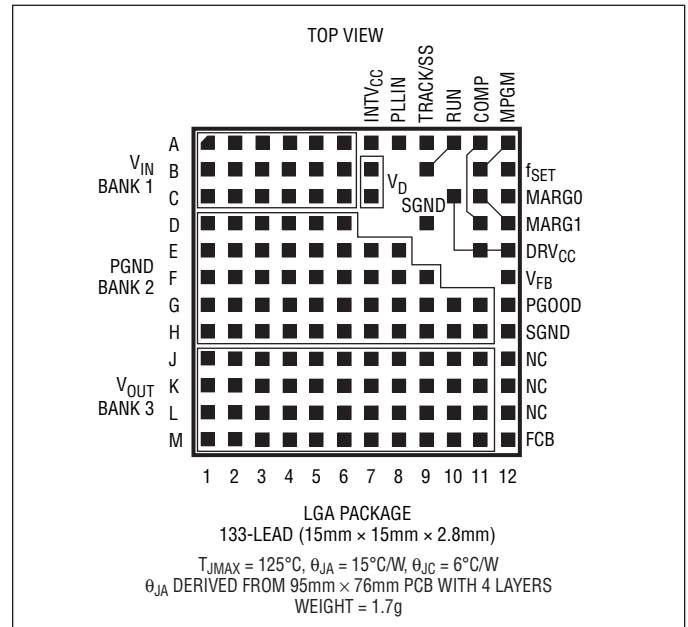 TOP VIEW
INTVCC
PLLIN
TRACK/SS
RUN
COMP
MPGM
A
B
C
D
E
F
G
H
J
K
L
M
VIN
BANK 1
PGND
BANK 2
VOUT
BANK 3
VD
SGND
fSET
MARG0
MARG1
DRVCC
VFB
PGOOD
SGND
NC
NC
NC
FCB
1 2 3 4 5 6 7 8 9 10 11 12
LGA PACKAGE
133-LEAD (15mm × 15mm × 2.8mm)
TJMAX = 125°C, θJA = 15°C/W, θJC = 6°C/W
θJA DERIVED FROM 95mm × 76mm PCB WITH 4 LAYERS
WEIGHT = 1.7g